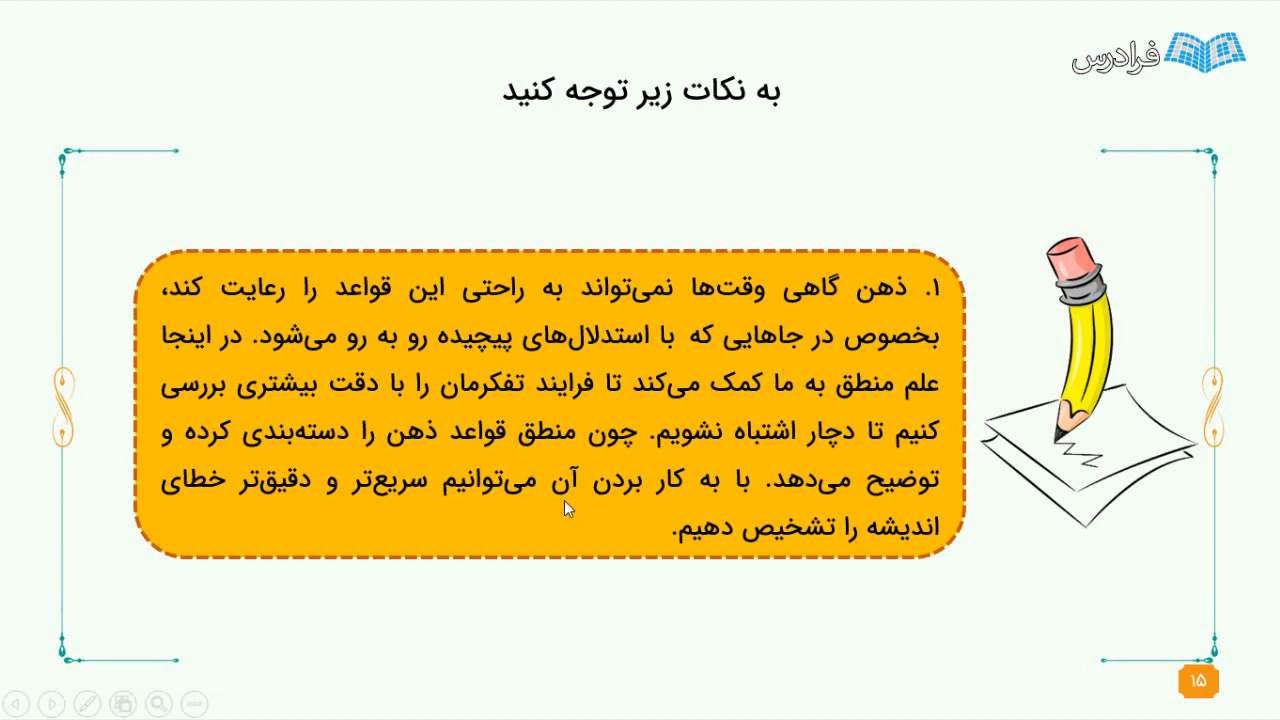 فرادرس
به نکات زیر توجه کنید
۱. ذهن گاهی وقت‌ها نمی‌تواند به راحتی این قواعد را رعایت کند،
بخصوص در جاهایی که با استدلال‌های پیچیده رو به رو می‌شود. در اینجا
علم منطق به ما کمک می‌کند تا فرایند تفکرمان را با دقت بیشتری بررسی
کنیم تا دچار اشتباه نشویم. چون منطق قواعد ذهن را دسته‌بندی کرده و
توضیح می‌دهد. با به کار بردن آن می‌توانیم سریع‌تر و دقیق‌تر خطای
اندیشه را تشخیص دهیم.
۱۵